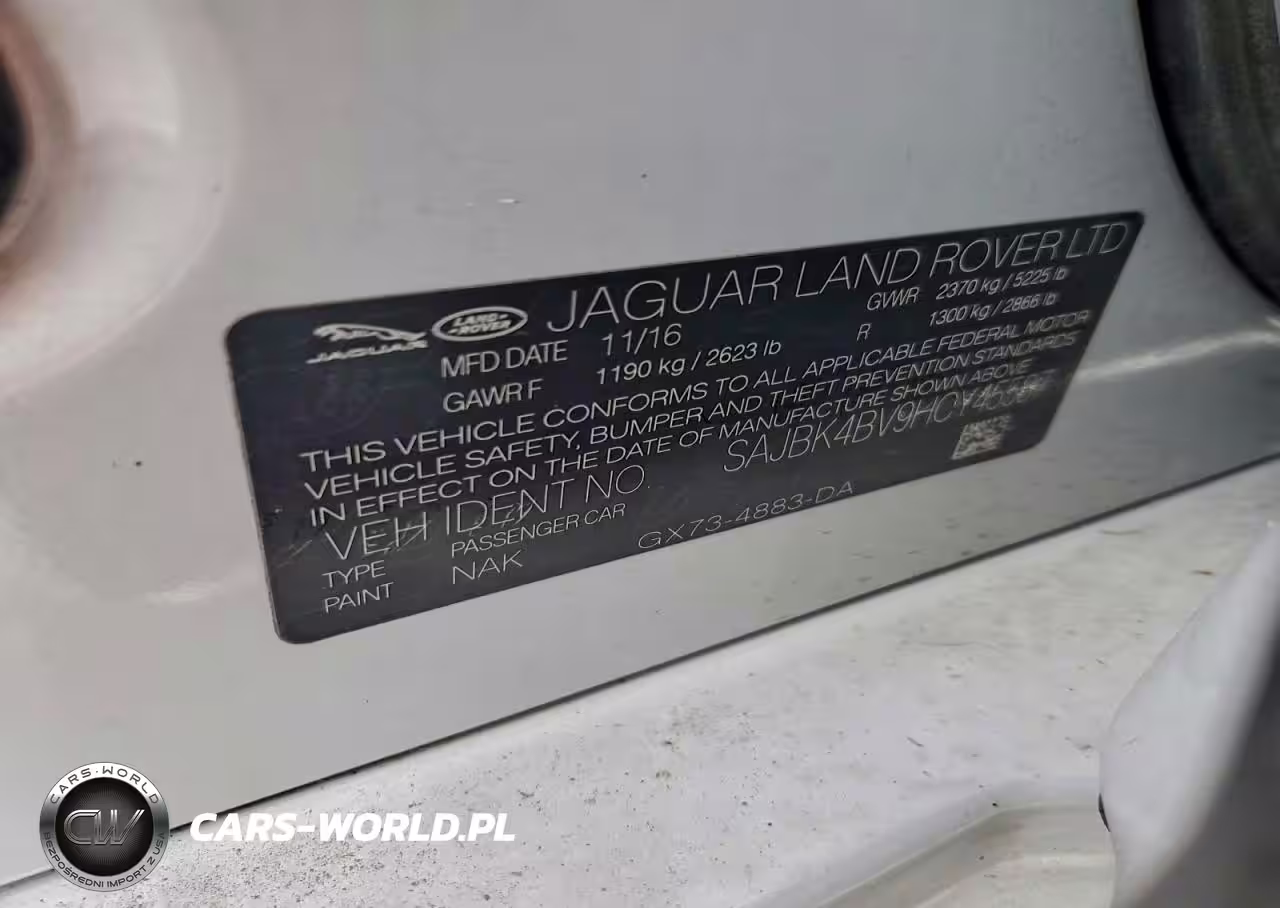 JAGUAR
LAND-
-ROVER
JAGUAR LAND ROVER LTD
MFD DATE 11/16 GVWR 2370 kg / 5225 lb
GAWR F 1190 kg / 2623 lb R 1300 kg / 2866 lb
THIS VEHICLE CONFORMS TO ALL APPLICABLE FEDERAL MOTOR
VEHICLE SAFETY, BUMPER AND THEFT PREVENTION STANDARDS
IN EFFECT ON THE DATE OF MANUFACTURE SHOWN ABOVE
VEH IDENT NO.
TYPE PASSENGER CAR
PAINT NAK GX73-4883-DA
CARS-WORLD
CW
BEZPOŚREDNI IMPORT Z USA
CARS-WORLD.PL